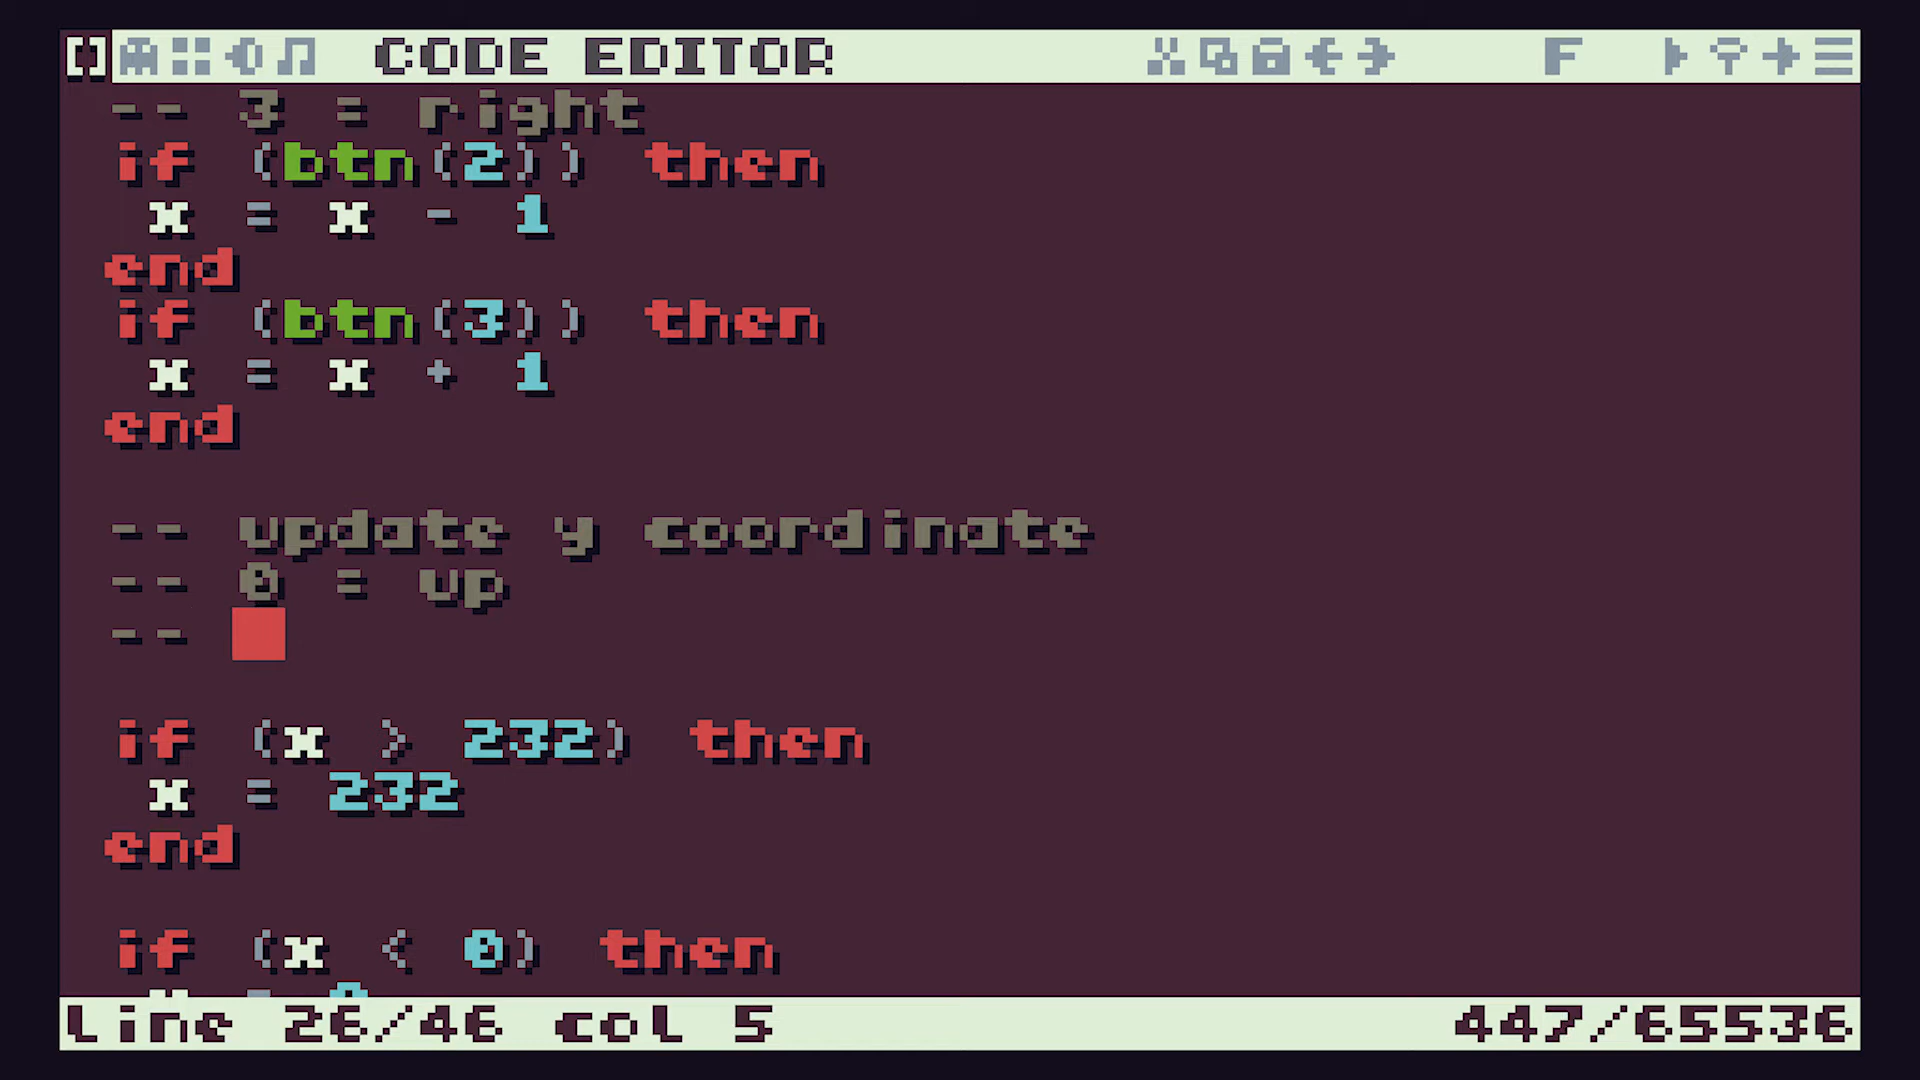 CODE EDITOR F
-- 3 = right
if (btn(2)) then
x = x - 1
end
if (btn(3)) then
x = x + 1
end
-- update y coordinate
-- 0 = up
--
if (x > 232) then
x = 232
end
if (x < 0) then
line 26/46 col 5 447/65536